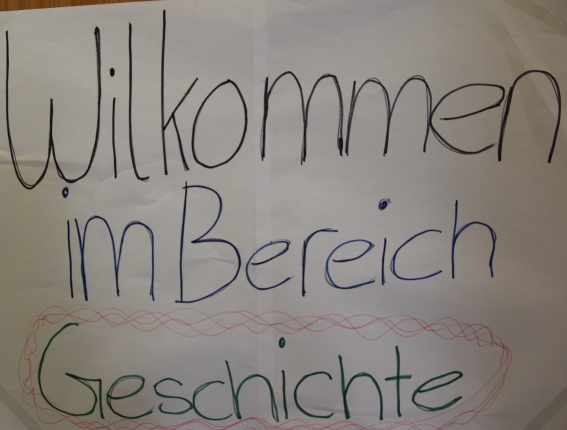 Wilkommen
im Bereich
Geschichte